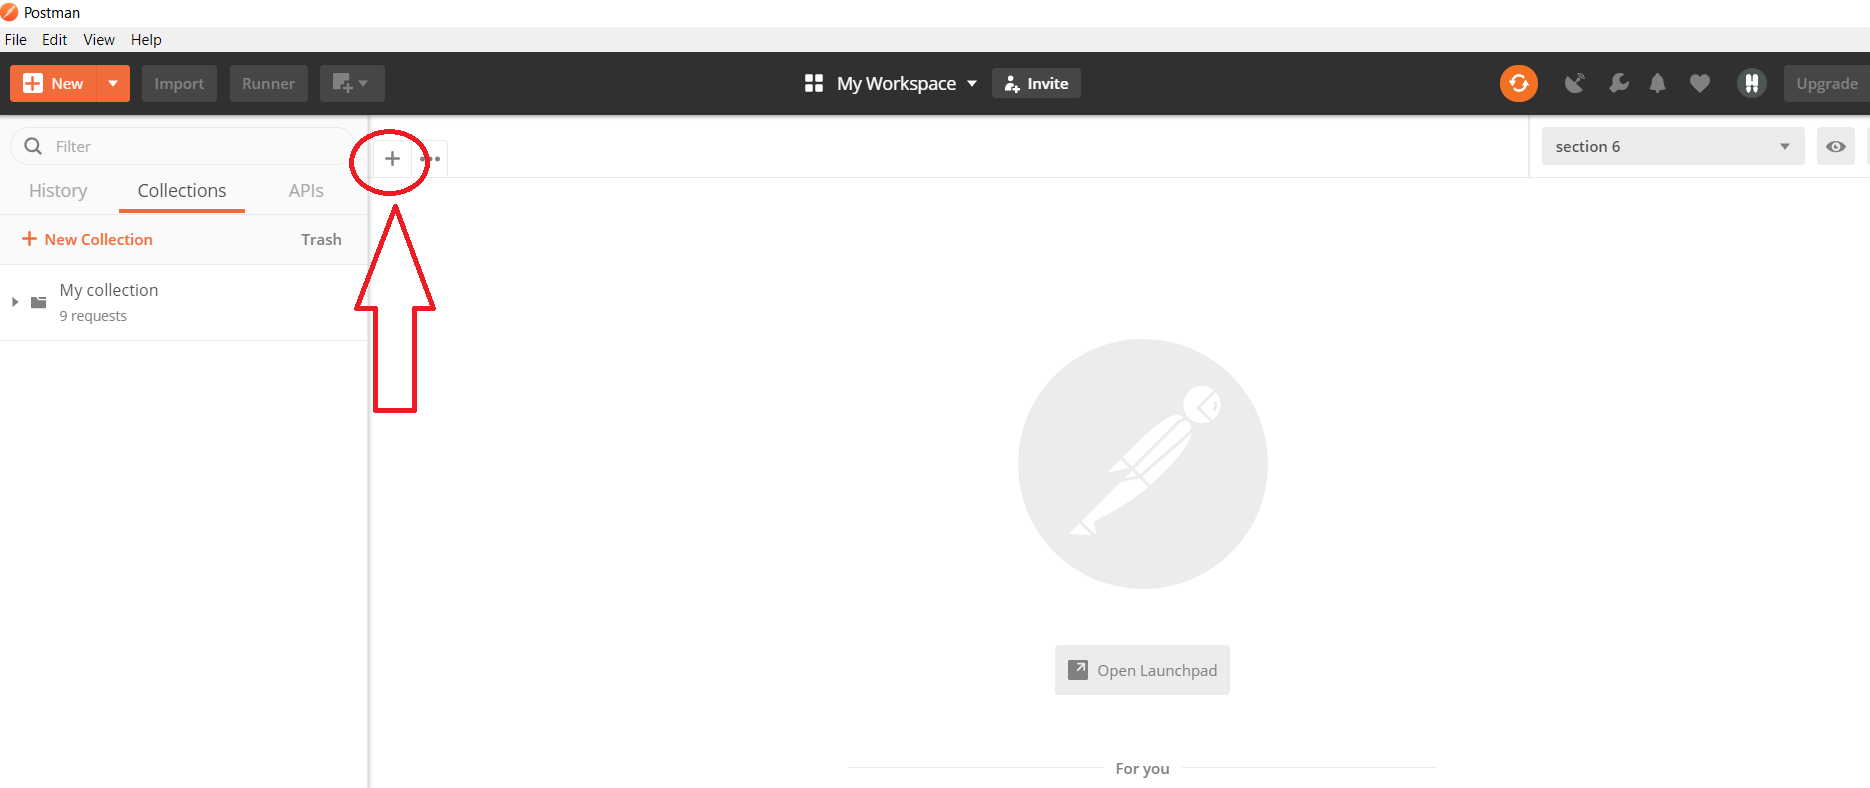 Postman
File Edit View Help
New Import Runner My Workspace Invite Upgrade
Filter section 6
History Collections APIs
New Collection Trash
My collection
9 requests
Open Launchpad
For you